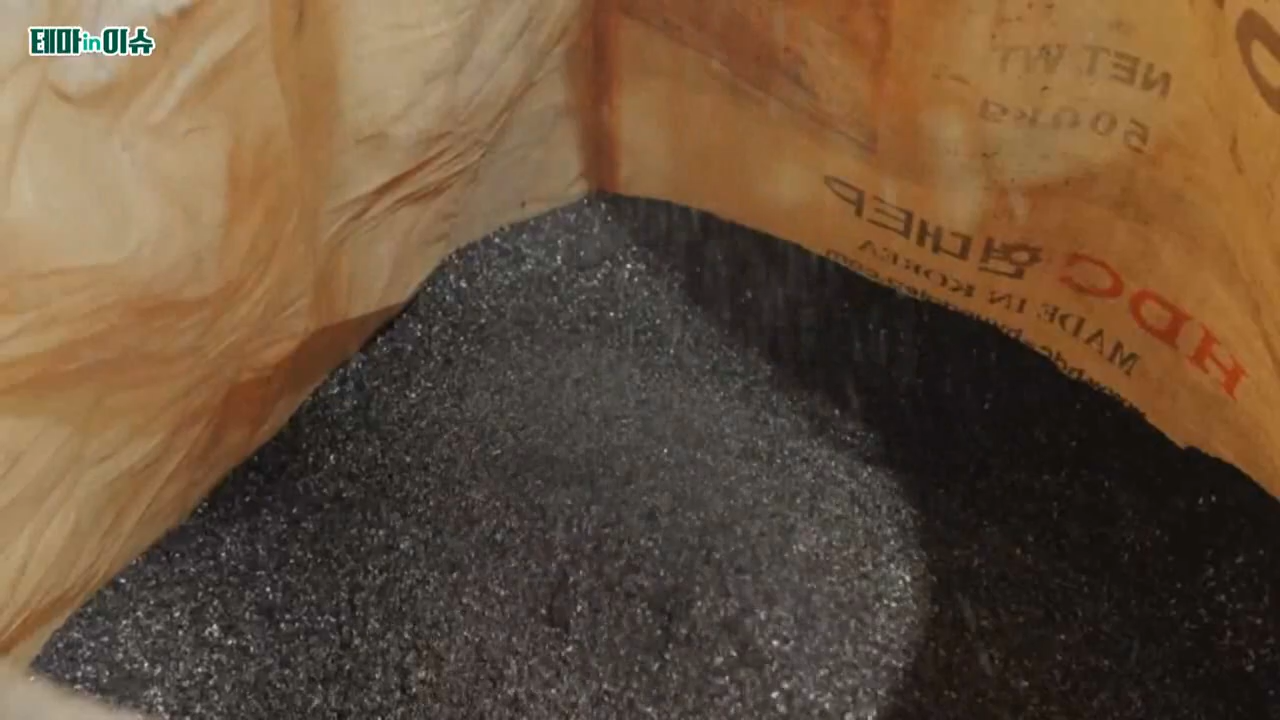 테마in이슈
NET WT
500kg
HDC 현대EP
MADE IN KOREA